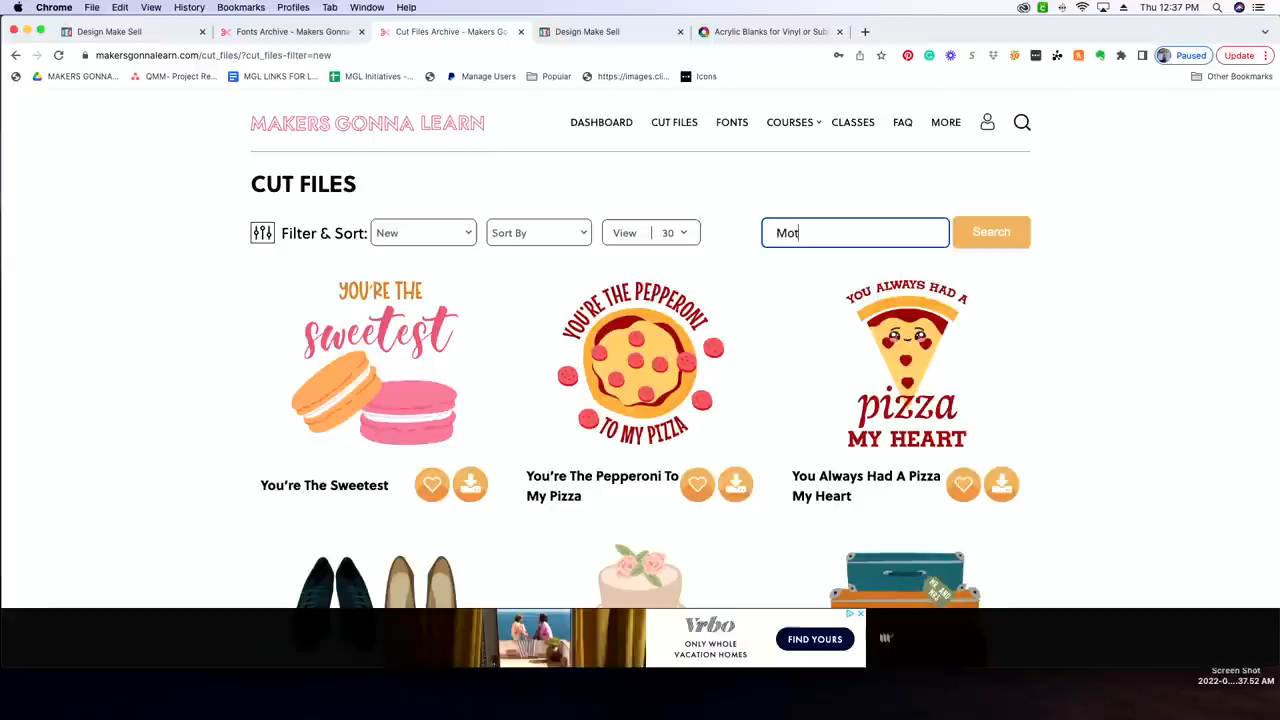 Chrome File Edit View History Bookmarks Profiles Tab Window Help Thu 12:37 PM
Design Make Sell Fonts Archive - Makers Gonna Cut Files Archive - Makers Go Design Make Sell Acrylic Blanks for Vinyl or Sub
makersgonnalearn.com/cut_files/?cut_files-filter=new Paused Update
MAKERS GONNA... QMM- Project Re... MGL LINKS FOR L... MGL Initiatives -... Manage Users Popular https://images.cli... Icons Other Bookmarks
MAKERS GONNA LEARN DASHBOARD CUT FILES FONTS COURSES CLASSES FAQ MORE
CUT FILES
Filter & Sort: New Sort By View 30 Mot Search
YOU'RE THE
sweetest
YOU'RE THE PEPPERONI
TO MY PIZZA
YOU ALWAYS HAD A
pizza
MY HEART
You're The Sweetest
You're The Pepperoni To
My Pizza
You Always Had A Pizza
My Heart
ME AND
MRS
Vrbo
ONLY WHOLE
VACATION HOMES
FIND YOURS
Screen Shot
2022-0....37.52 AM